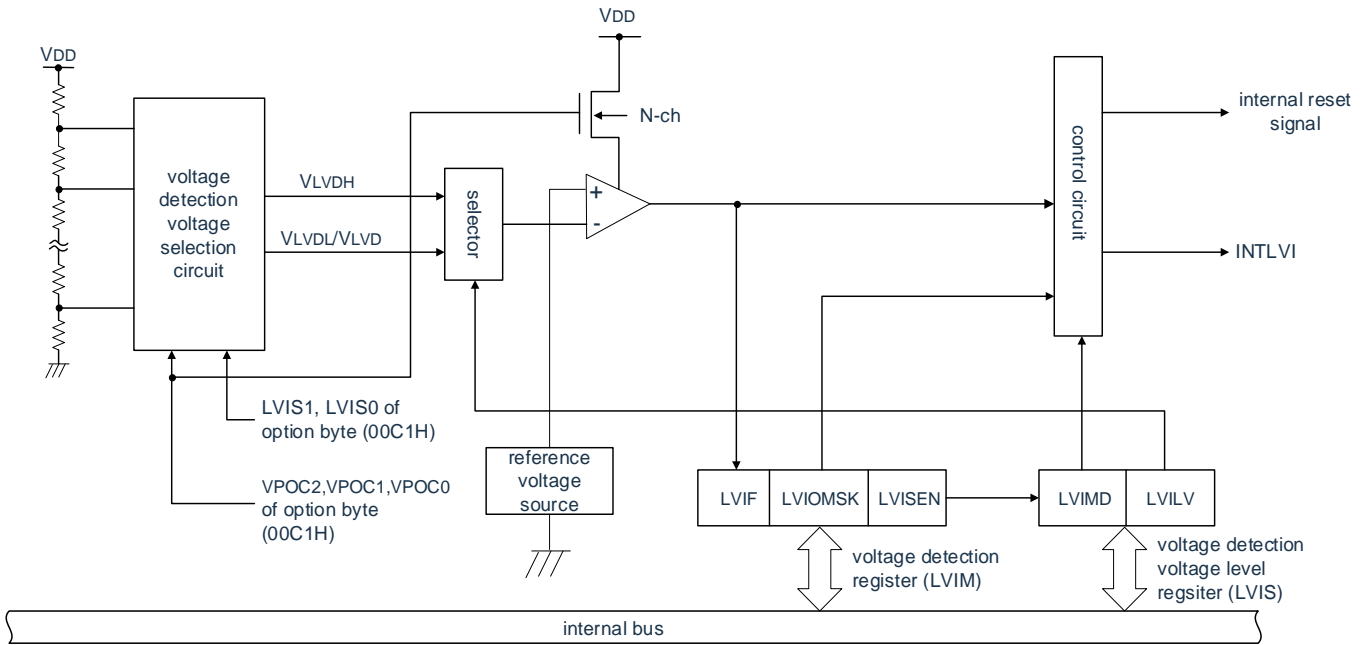 VDD
VDD
N-ch
internal reset
signal
voltage
detection
voltage
selection
circuit
VLVDH
VLVDL/VLVD
selector
+
-
control circuit
INTLVI
LVIS1, LVIS0 of
option byte (00C1H)
VPOC2,VPOC1,VPOC0
of option byte
(00C1H)
reference
voltage
source
LVIF
LVIOMSK
LVISEN
LVIMD
LVILV
voltage detection
register (LVIM)
voltage detection
voltage level
regsiter (LVIS)
internal bus